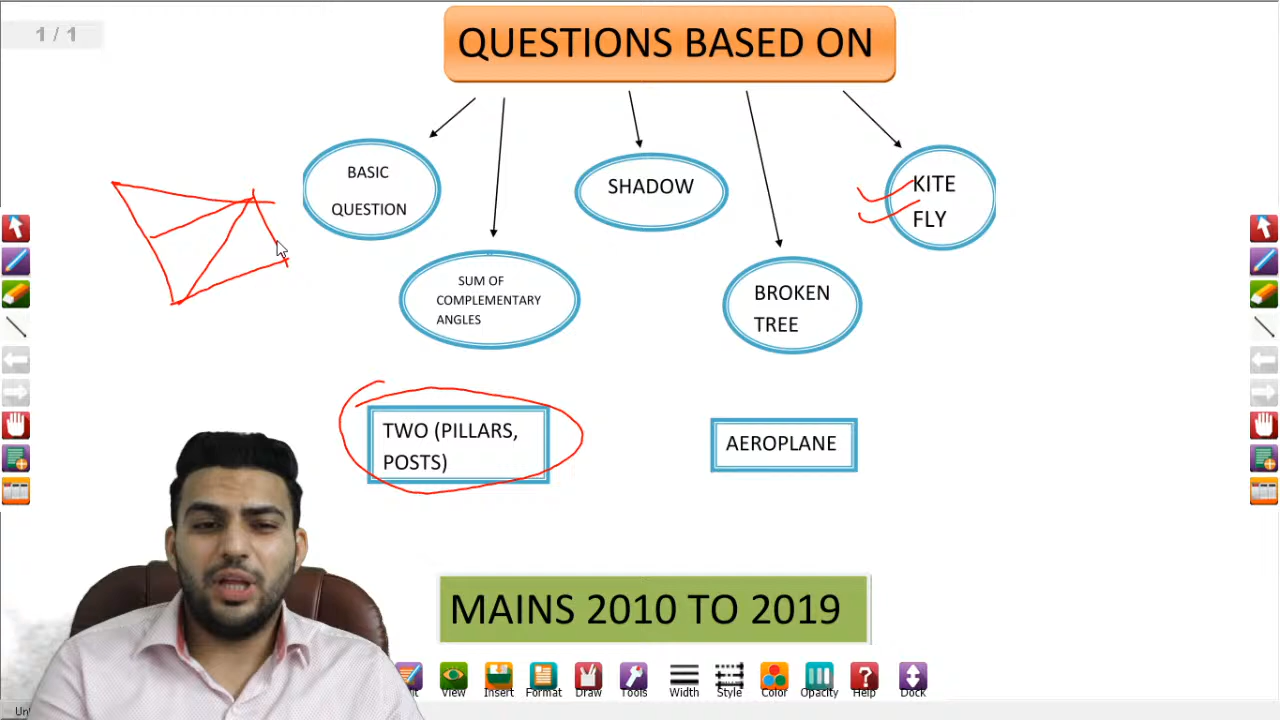 1 / 1
QUESTIONS BASED ON
BASIC
QUESTION
SHADOW
KITE
FLY
SUM OF
COMPLEMENTARY
ANGLES
BROKEN
TREE
TWO (PILLARS,
POSTS)
AEROPLANE
MAINS 2010 TO 2019
View Insert Format Draw Tools Width Style Color Opacity Help Dock